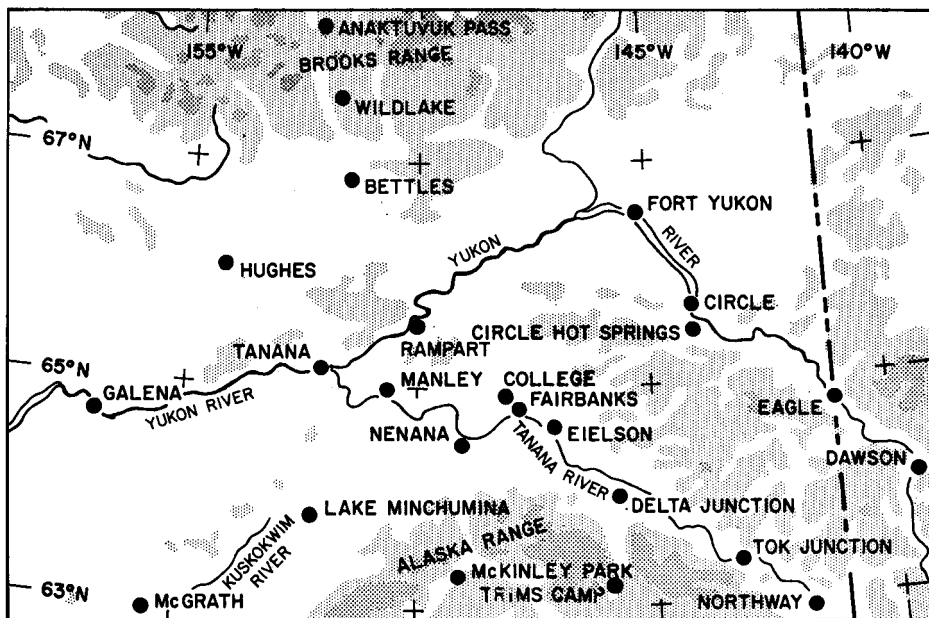 ANAKTUVUK PASS
155°W
145°W
140°W
BROOKS RANGE
WILDLAKE
67°N
BETTLES
FORT YUKON
YUKON
RIVER
HUGHES
CIRCLE
CIRCLE HOT SPRINGS
RAMPART
TANANA
65°N
MANLEY
COLLEGE
GALENA
FAIRBANKS
YUKON RIVER
EAGLE
NENANA
EIELSON
TANANA RIVER
DAWSON
LAKE MINCHUMINA
DELTA JUNCTION
KUSKOKWIM
RIVER
ALASKA RANGE
TOK JUNCTION
McKINLEY PARK
63°N
TRIMS CAMP
McGRATH
NORTHWAY